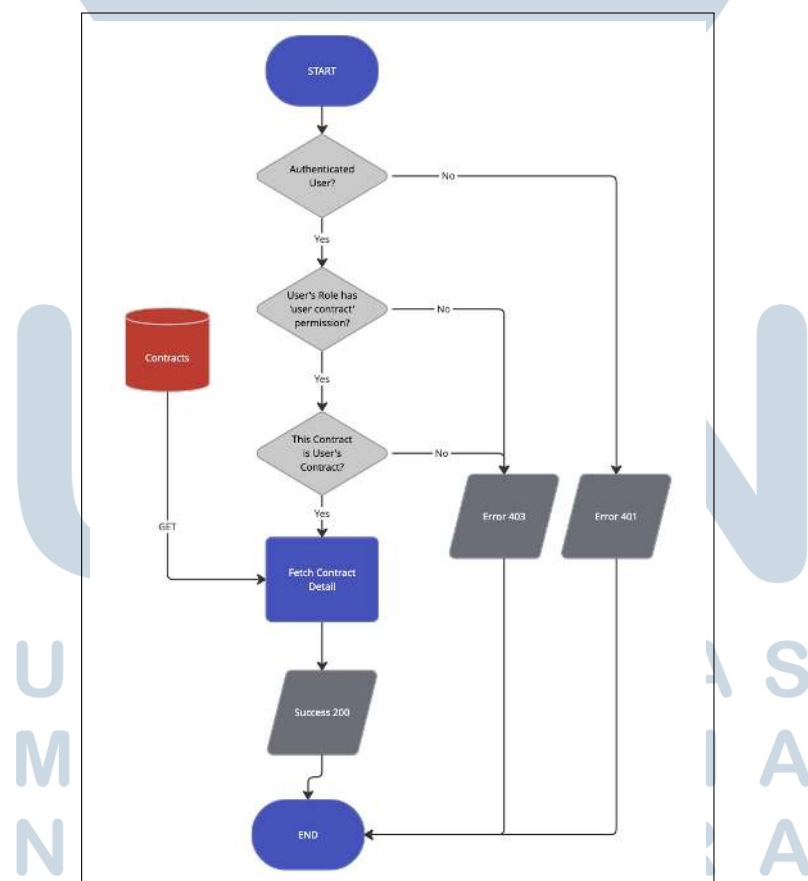 START
Authenticated
User?
No
Yes
User's Role has
'user contract'
permission?
No
Contracts
Yes
This Contract
is User's
Contract?
No
Error 403
Error 401
Yes
GET
Fetch Contract
Detail
Success 200
END
U
A S
M
I A
N
R A